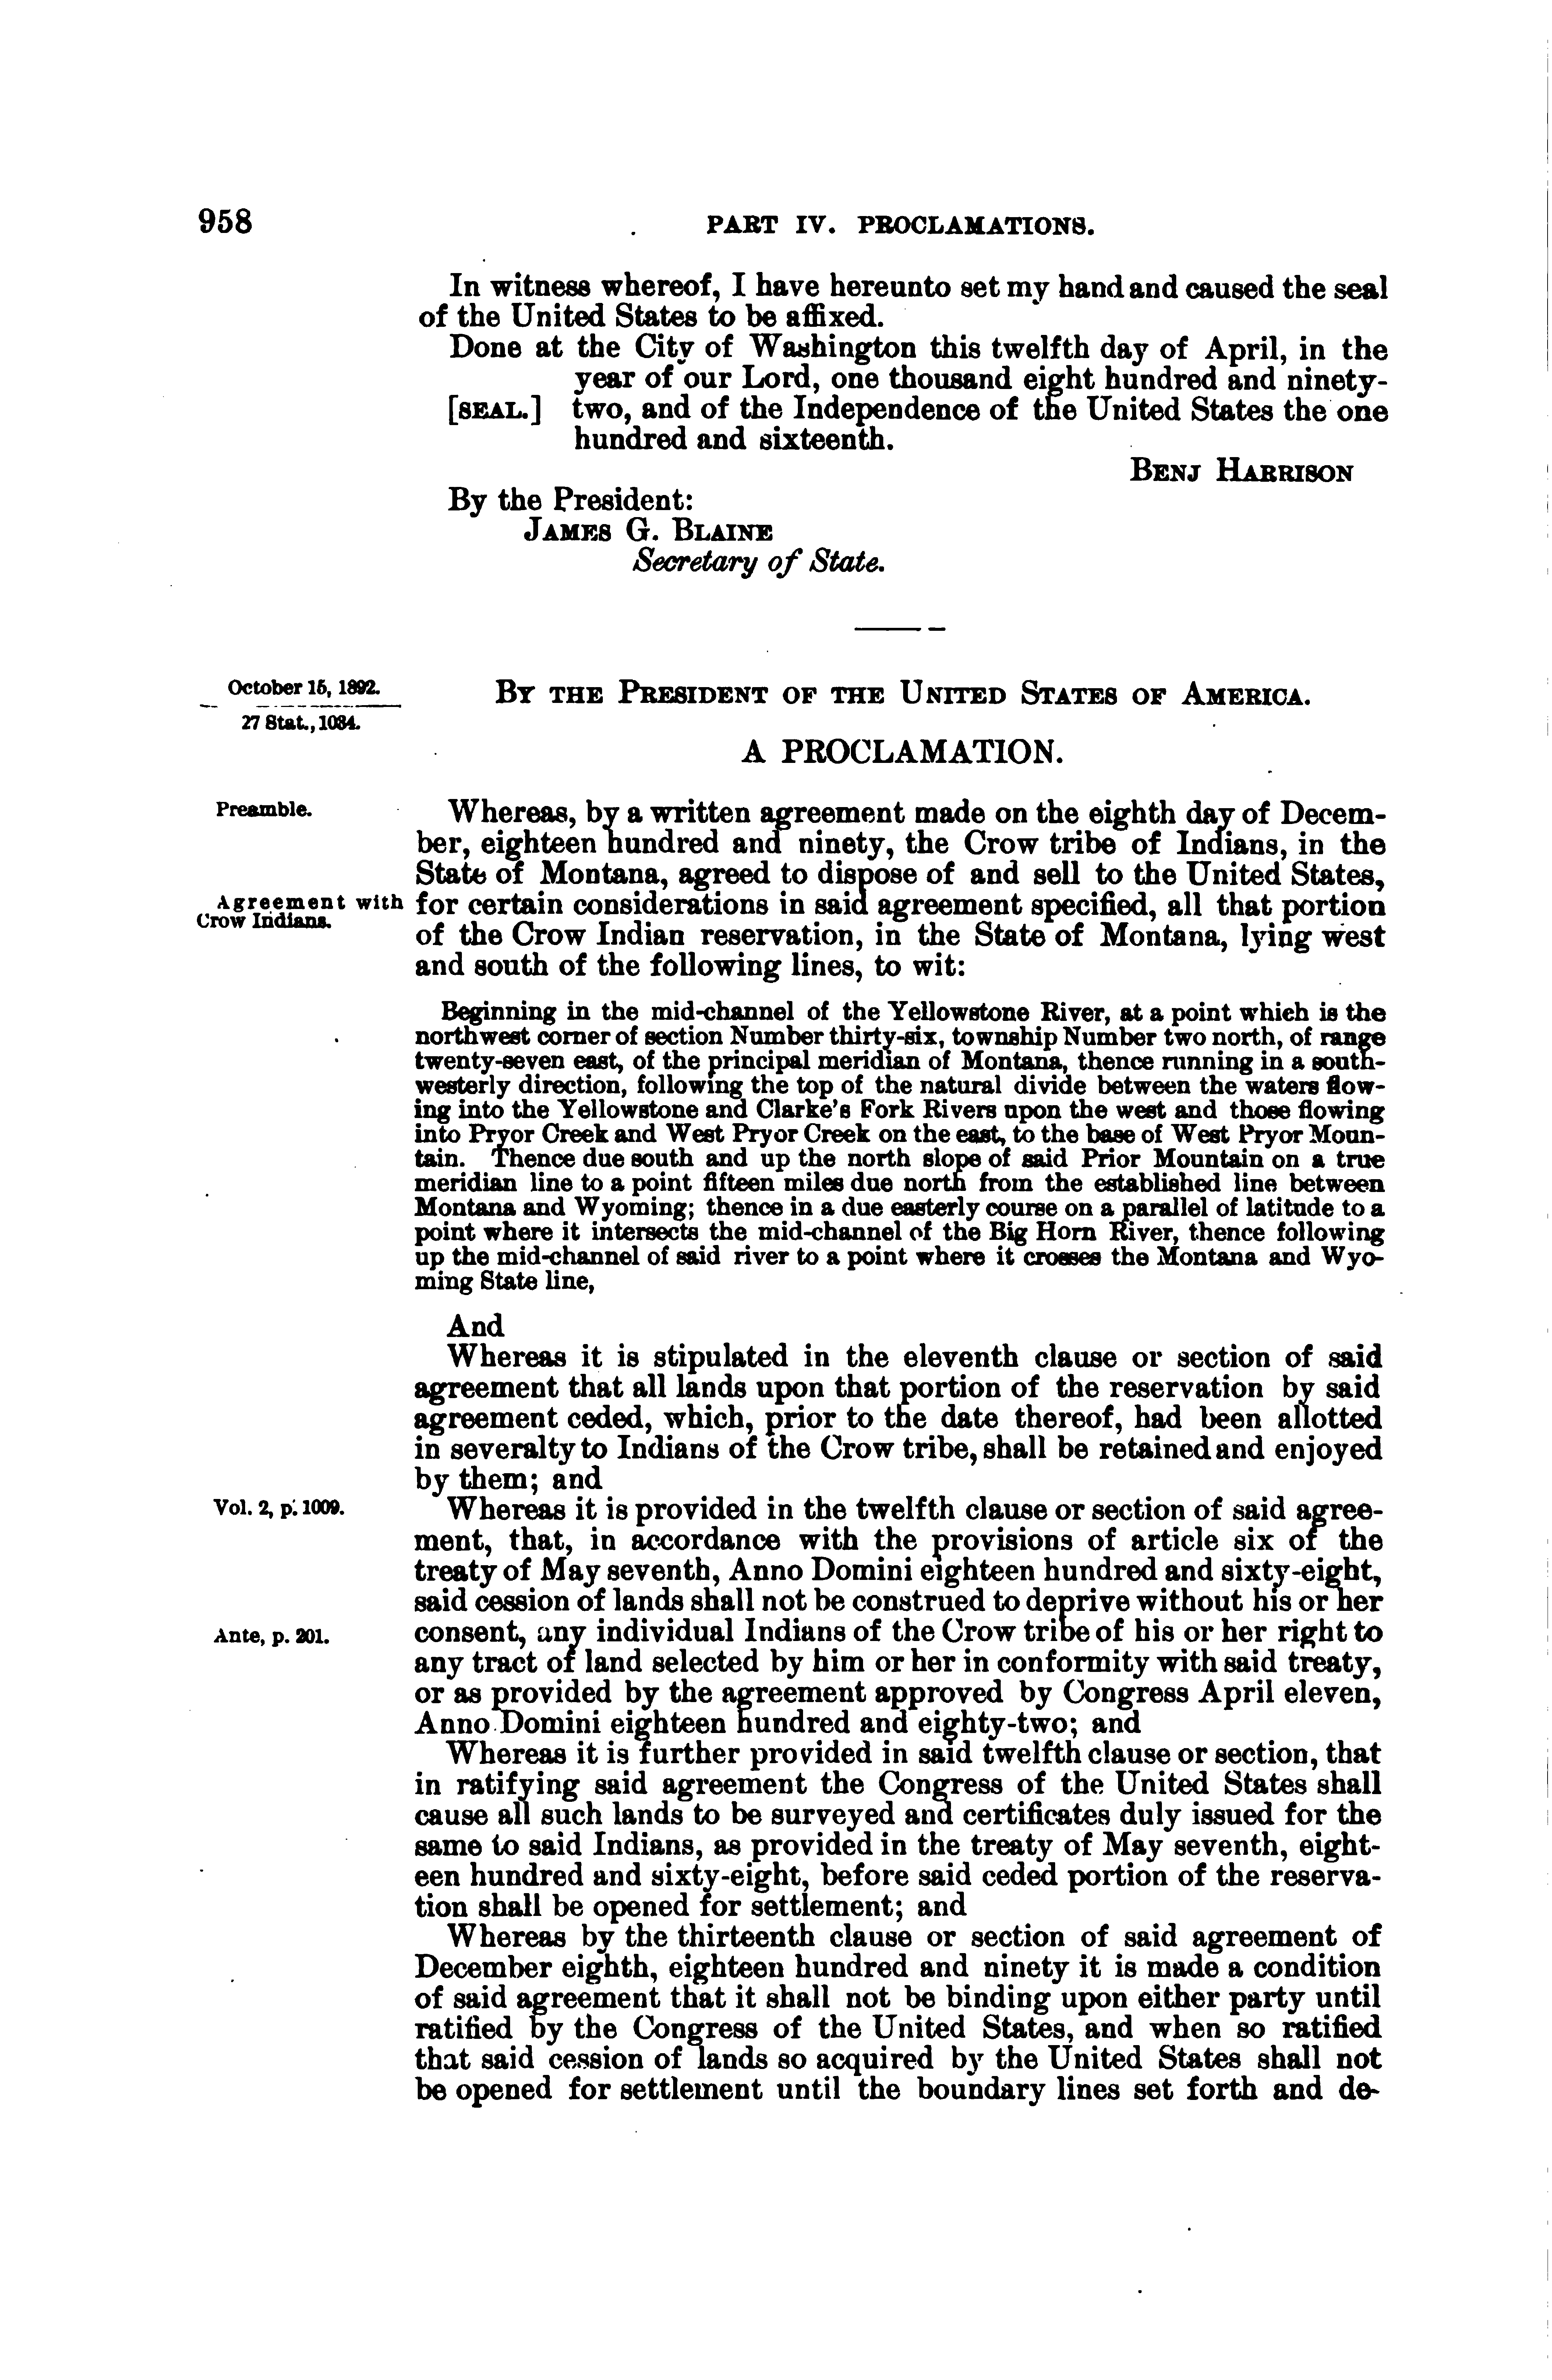 958
PART IV. PROCLAMATIONS.
In witness whereof, I have hereunto set my hand and caused the seal
of the United States to be affixed.
Done at the City of Washington this twelfth day of April, in the
year of our Lord, one thousand eight hundred and ninety-
[SEAL.] two, and of the Independence of the United States the one
hundred and sixteenth.
BENJ HARRISON
By the President:
JAMES G. BLAINE
Secretary of State.
October 15, 1892.
27 Stat., 1034.
BY THE PRESIDENT OF THE UNITED STATES OF AMERICA.
A PROCLAMATION.
Preamble.
Whereas, by a written agreement made on the eighth day of Decem-
ber, eighteen hundred and ninety, the Crow tribe of Indians, in the
State of Montana, agreed to dispose of and sell to the United States,
Agreement with
Crow Indians.
for certain considerations in said agreement specified, all that portion
of the Crow Indian reservation, in the State of Montana, lying west
and south of the following lines, to wit:
Beginning in the mid-channel of the Yellowstone River, at a point which is the
northwest corner of section Number thirty-six, township Number two north, of range
twenty-seven east, of the principal meridian of Montana, thence running in a south-
westerly direction, following the top of the natural divide between the waters flow-
ing into the Yellowstone and Clarke's Fork Rivers upon the west and those flowing
into Pryor Creek and West Pryor Creek on the east, to the base of West Pryor Moun-
tain. Thence due south and up the north slope of said Prior Mountain on a true
meridian line to a point fifteen miles due north from the established line between
Montana and Wyoming; thence in a due easterly course on a parallel of latitude to a
point where it intersects the mid-channel of the Big Horn River, thence following
up the mid-channel of said river to a point where it crosses the Montana and Wyo-
ming State line,
And
Whereas it is stipulated in the eleventh clause or section of said
agreement that all lands upon that portion of the reservation by said
agreement ceded, which, prior to the date thereof, had been allotted
in severalty to Indians of the Crow tribe, shall be retained and enjoyed
by them; and
Vol. 2, p. 1009.
Whereas it is provided in the twelfth clause or section of said agree-
ment, that, in accordance with the provisions of article six of the
treaty of May seventh, Anno Domini eighteen hundred and sixty-eight,
said cession of lands shall not be construed to deprive without his or her
Ante, p. 201.
consent, any individual Indians of the Crow tribe of his or her right to
any tract of land selected by him or her in conformity with said treaty,
or as provided by the agreement approved by Congress April eleven,
Anno Domini eighteen hundred and eighty-two; and
Whereas it is further provided in said twelfth clause or section, that
in ratifying said agreement the Congress of the United States shall
cause all such lands to be surveyed and certificates duly issued for the
same to said Indians, as provided in the treaty of May seventh, eight-
een hundred and sixty-eight, before said ceded portion of the reserva-
tion shall be opened for settlement; and
Whereas by the thirteenth clause or section of said agreement of
December eighth, eighteen hundred and ninety it is made a condition
of said agreement that it shall not be binding upon either party until
ratified by the Congress of the United States, and when so ratified
that said cession of lands so acquired by the United States shall not
be opened for settlement until the boundary lines set forth and de-